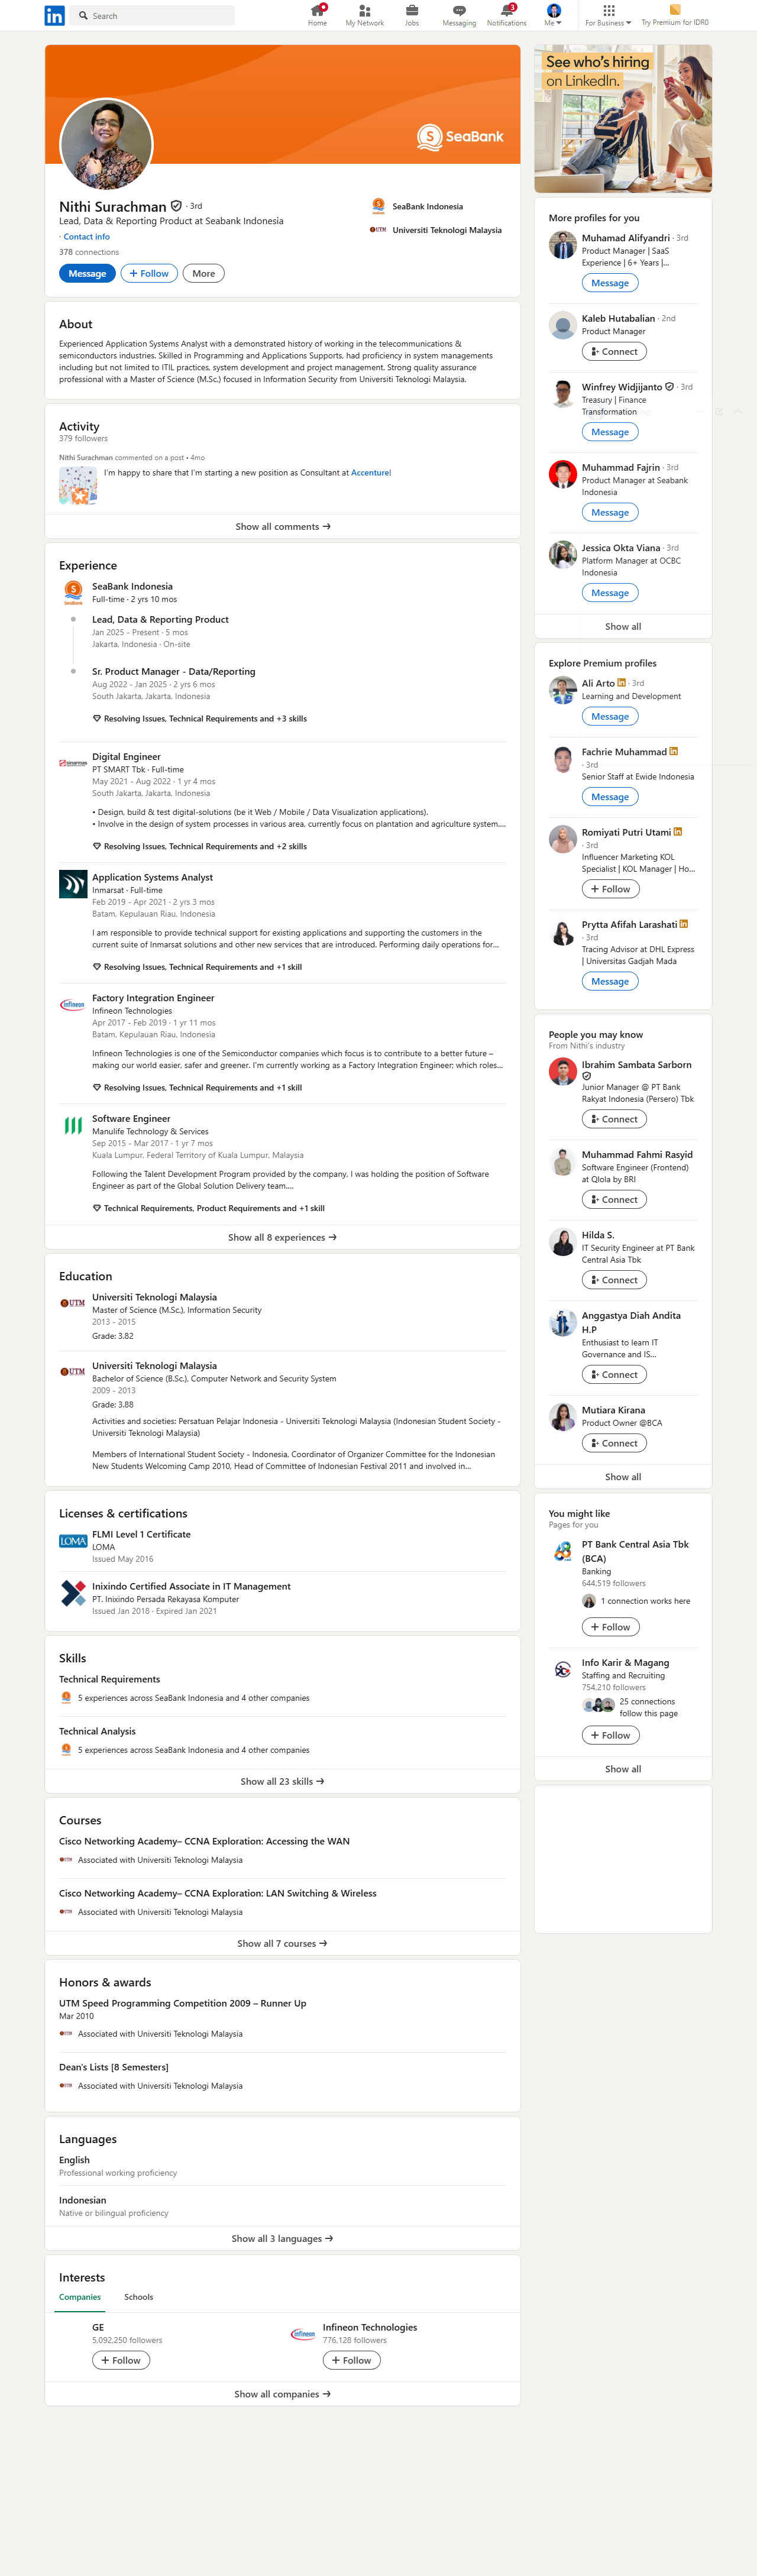 Search
Home
My Network
Jobs
Messaging
3
Notifications
Me
For Business
Try Premium for IDR0
SeaBank
Nithi Surachman · 3rd
Lead, Data & Reporting Product at Seabank Indonesia
· Contact info
378 connections
Message
Follow
More
SeaBank Indonesia
UTM
Universiti Teknologi Malaysia
About
Experienced Application Systems Analyst with a demonstrated history of working in the telecommunications &
semiconductors industries. Skilled in Programming and Applications Supports, had proficiency in system managements
including but not limited to ITIL practices, system development and project management. Strong quality assurance
professional with a Master of Science (M.Sc.) focused in Information Security from Universiti Teknologi Malaysia.
Activity
379 followers
Nithi Surachman commented on a post • 4mo
I'm happy to share that I'm starting a new position as Consultant at Accenture!
Show all comments →
Experience
SeaBank Indonesia
Full-time · 2 yrs 10 mos
Lead, Data & Reporting Product
Jan 2025 - Present · 5 mos
Jakarta, Indonesia · On-site
Sr. Product Manager - Data/Reporting
Aug 2022 - Jan 2025 · 2 yrs 6 mos
South Jakarta, Jakarta, Indonesia
Resolving Issues, Technical Requirements and +3 skills
Digital Engineer
PT SMART Tbk · Full-time
May 2021 - Aug 2022 · 1 yr 4 mos
South Jakarta, Jakarta, Indonesia
• Design, build & test digital-solutions (be it Web / Mobile / Data Visualization applications).
• Involve in the design of system processes in various area, currently focus on plantation and agriculture system....
Resolving Issues, Technical Requirements and +2 skills
Application Systems Analyst
Inmarsat · Full-time
Feb 2019 - Apr 2021 · 2 yrs 3 mos
Batam, Kepulauan Riau, Indonesia
I am responsible to provide technical support for existing applications and supporting the customers in the
current suite of Inmarsat solutions and other new services that are introduced. Performing daily operations for...
Resolving Issues, Technical Requirements and +1 skill
infineon
Factory Integration Engineer
Infineon Technologies
Apr 2017 - Feb 2019 · 1 yr 11 mos
Batam, Kepulauan Riau, Indonesia
Infineon Technologies is one of the Semiconductor companies which focus is to contribute to a better future –
making our world easier, safer and greener. I'm currently working as a Factory Integration Engineer; which roles...
Resolving Issues, Technical Requirements and +1 skill
Software Engineer
Manulife Technology & Services
Sep 2015 - Mar 2017 · 1 yr 7 mos
Kuala Lumpur, Federal Territory of Kuala Lumpur, Malaysia
Following the Talent Development Program provided by the company, I was holding the position of Software
Engineer as part of the Global Solution Delivery team....
Technical Requirements, Product Requirements and +1 skill
Show all 8 experiences →
Education
UTM
Universiti Teknologi Malaysia
Master of Science (M.Sc.), Information Security
2013 - 2015
Grade: 3.82
UTM
Universiti Teknologi Malaysia
Bachelor of Science (B.Sc.), Computer Network and Security System
2009 - 2013
Grade: 3.88
Activities and societies: Persatuan Pelajar Indonesia - Universiti Teknologi Malaysia (Indonesian Student Society -
Universiti Teknologi Malaysia)
Members of International Student Society - Indonesia, Coordinator of Organizer Committee for the Indonesian
New Students Welcoming Camp 2010, Head of Committee of Indonesian Festival 2011 and involved in...
Licenses & certifications
LOMA
FLMI Level 1 Certificate
LOMA
Issued May 2016
Inixindo Certified Associate in IT Management
PT. Inixindo Persada Rekayasa Komputer
Issued Jan 2018 · Expired Jan 2021
Skills
Technical Requirements
5 experiences across SeaBank Indonesia and 4 other companies
Technical Analysis
5 experiences across SeaBank Indonesia and 4 other companies
Show all 23 skills →
Courses
Cisco Networking Academy– CCNA Exploration: Accessing the WAN
Associated with Universiti Teknologi Malaysia
Cisco Networking Academy– CCNA Exploration: LAN Switching & Wireless
Associated with Universiti Teknologi Malaysia
Show all 7 courses →
Honors & awards
UTM Speed Programming Competition 2009 – Runner Up
Mar 2010
Associated with Universiti Teknologi Malaysia
Dean's Lists [8 Semesters]
Associated with Universiti Teknologi Malaysia
Languages
English
Professional working proficiency
Indonesian
Native or bilingual proficiency
Show all 3 languages →
Interests
Companies
Schools
GE
5,092,250 followers
Follow
infineon
Infineon Technologies
776,128 followers
Follow
Show all companies →
See who's hiring
on LinkedIn.
More profiles for you
Muhamad Alifyandri · 3rd
Product Manager | SaaS
Experience | 6+ Years |...
Message
Kaleb Hutabalian · 2nd
Product Manager
Connect
Winfrey Widjijanto · 3rd
Treasury | Finance
Transformation
Message
Muhammad Fajrin · 3rd
Product Manager at Seabank
Indonesia
Message
Jessica Okta Viana · 3rd
Platform Manager at OCBC
Indonesia
Message
Show all
Explore Premium profiles
Ali Arto · 3rd
Learning and Development
Message
Fachrie Muhammad
· 3rd
Senior Staff at Ewide Indonesia
Message
Romiyati Putri Utami
· 3rd
Influencer Marketing KOL
Specialist | KOL Manager | Ho...
Follow
Prytta Afifah Larashati
· 3rd
Tracing Advisor at DHL Express
| Universitas Gadjah Mada
Message
People you may know
From Nithi's industry
Ibrahim Sambata Sarborn
Junior Manager @ PT Bank
Rakyat Indonesia (Persero) Tbk
Connect
Muhammad Fahmi Rasyid
Software Engineer (Frontend)
at Qlola by BRI
Connect
Hilda S.
IT Security Engineer at PT Bank
Central Asia Tbk
Connect
Anggastya Diah Andita
H.P
Enthusiast to learn IT
Governance and IS...
Connect
Mutiara Kirana
Product Owner @BCA
Connect
Show all
You might like
Pages for you
PT Bank Central Asia Tbk
(BCA)
Banking
644,519 followers
1 connection works here
Follow
Info Karir & Magang
Staffing and Recruiting
754,210 followers
25 connections
follow this page
Follow
Show all